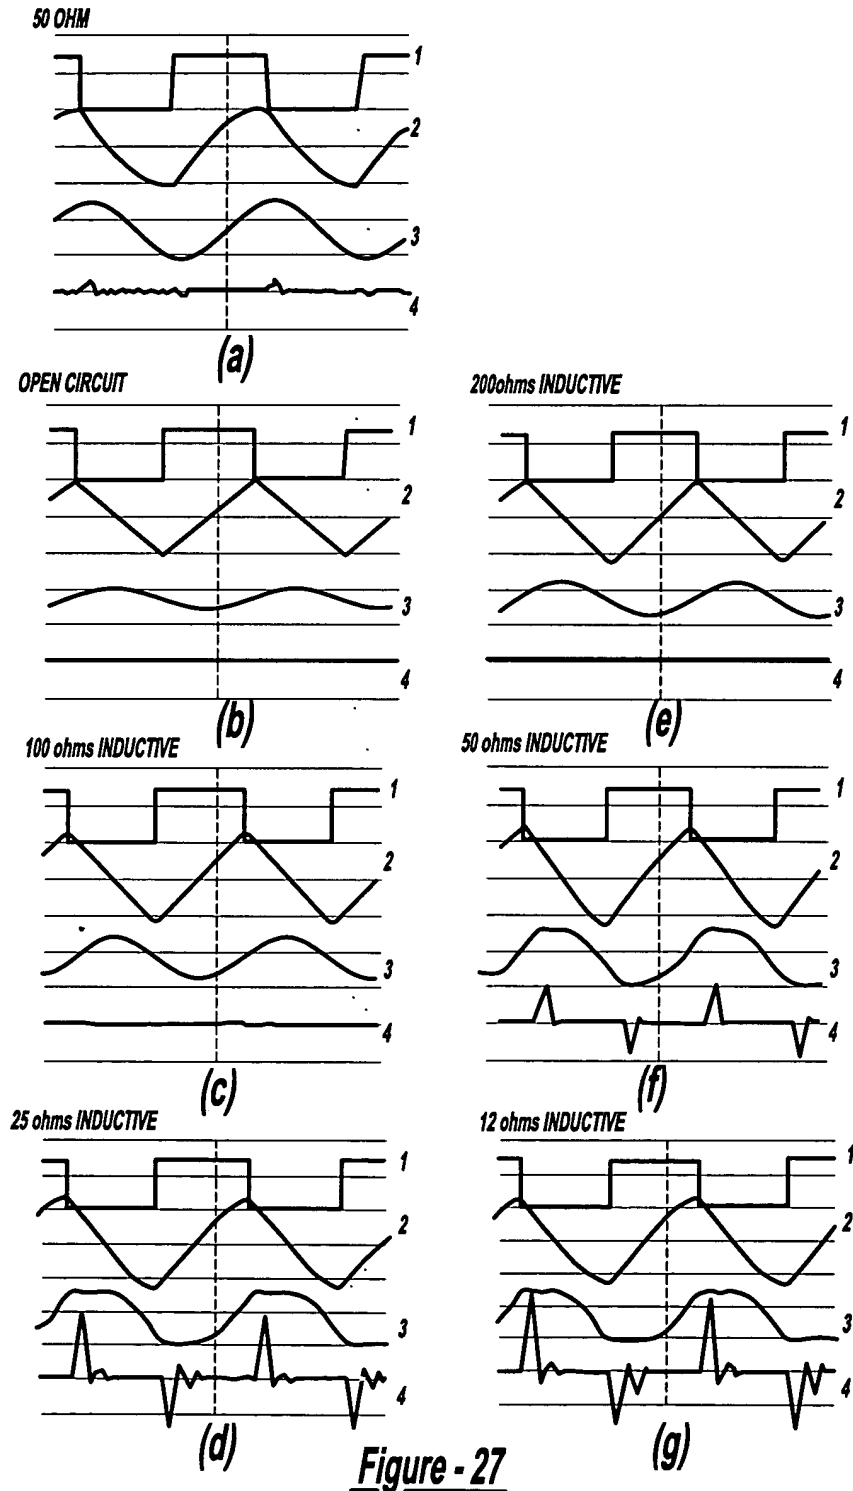 50 OHM
1
2
3
4
(a)
OPEN CIRCUIT
1
2
3
4
(b)
200ohms INDUCTIVE
1
2
3
4
(e)
100 ohms INDUCTIVE
1
2
3
4
(c)
50 ohms INDUCTIVE
1
2
3
4
(f)
25 ohms INDUCTIVE
1
2
3
4
(d)
12 ohms INDUCTIVE
1
2
3
4
(g)
Figure - 27